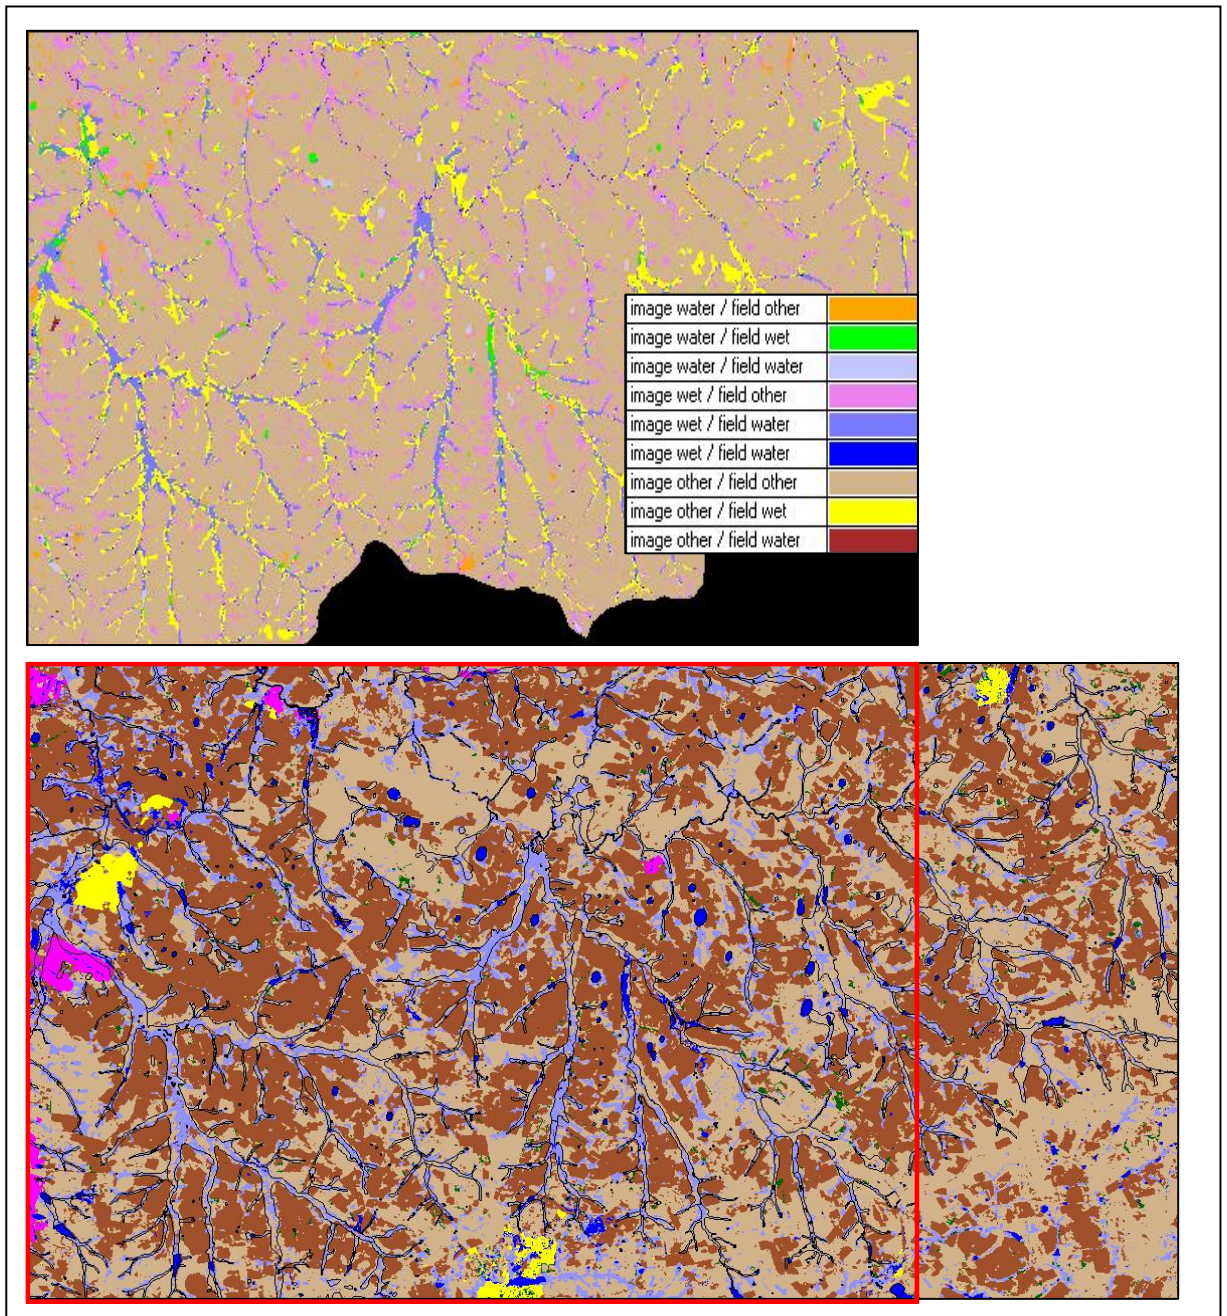 image water / field other
image water / field wet
image water / field water
image wet / field other
image wet / field water
image wet / field water
image other / field other
image other / field wet
image other / field water